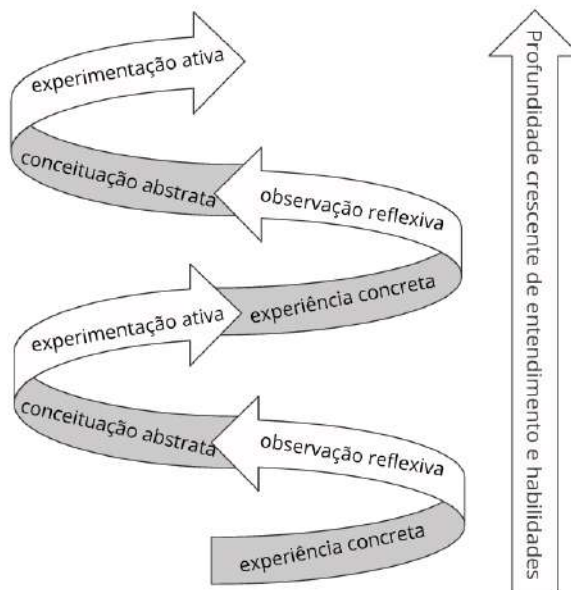 experimentação ativa
conceituação abstrata
observação reflexiva
experimentação ativa
experiência concreta
conceituação abstrata
observação reflexiva
experiência concreta
Profundidade crescente de entendimento e habilidades